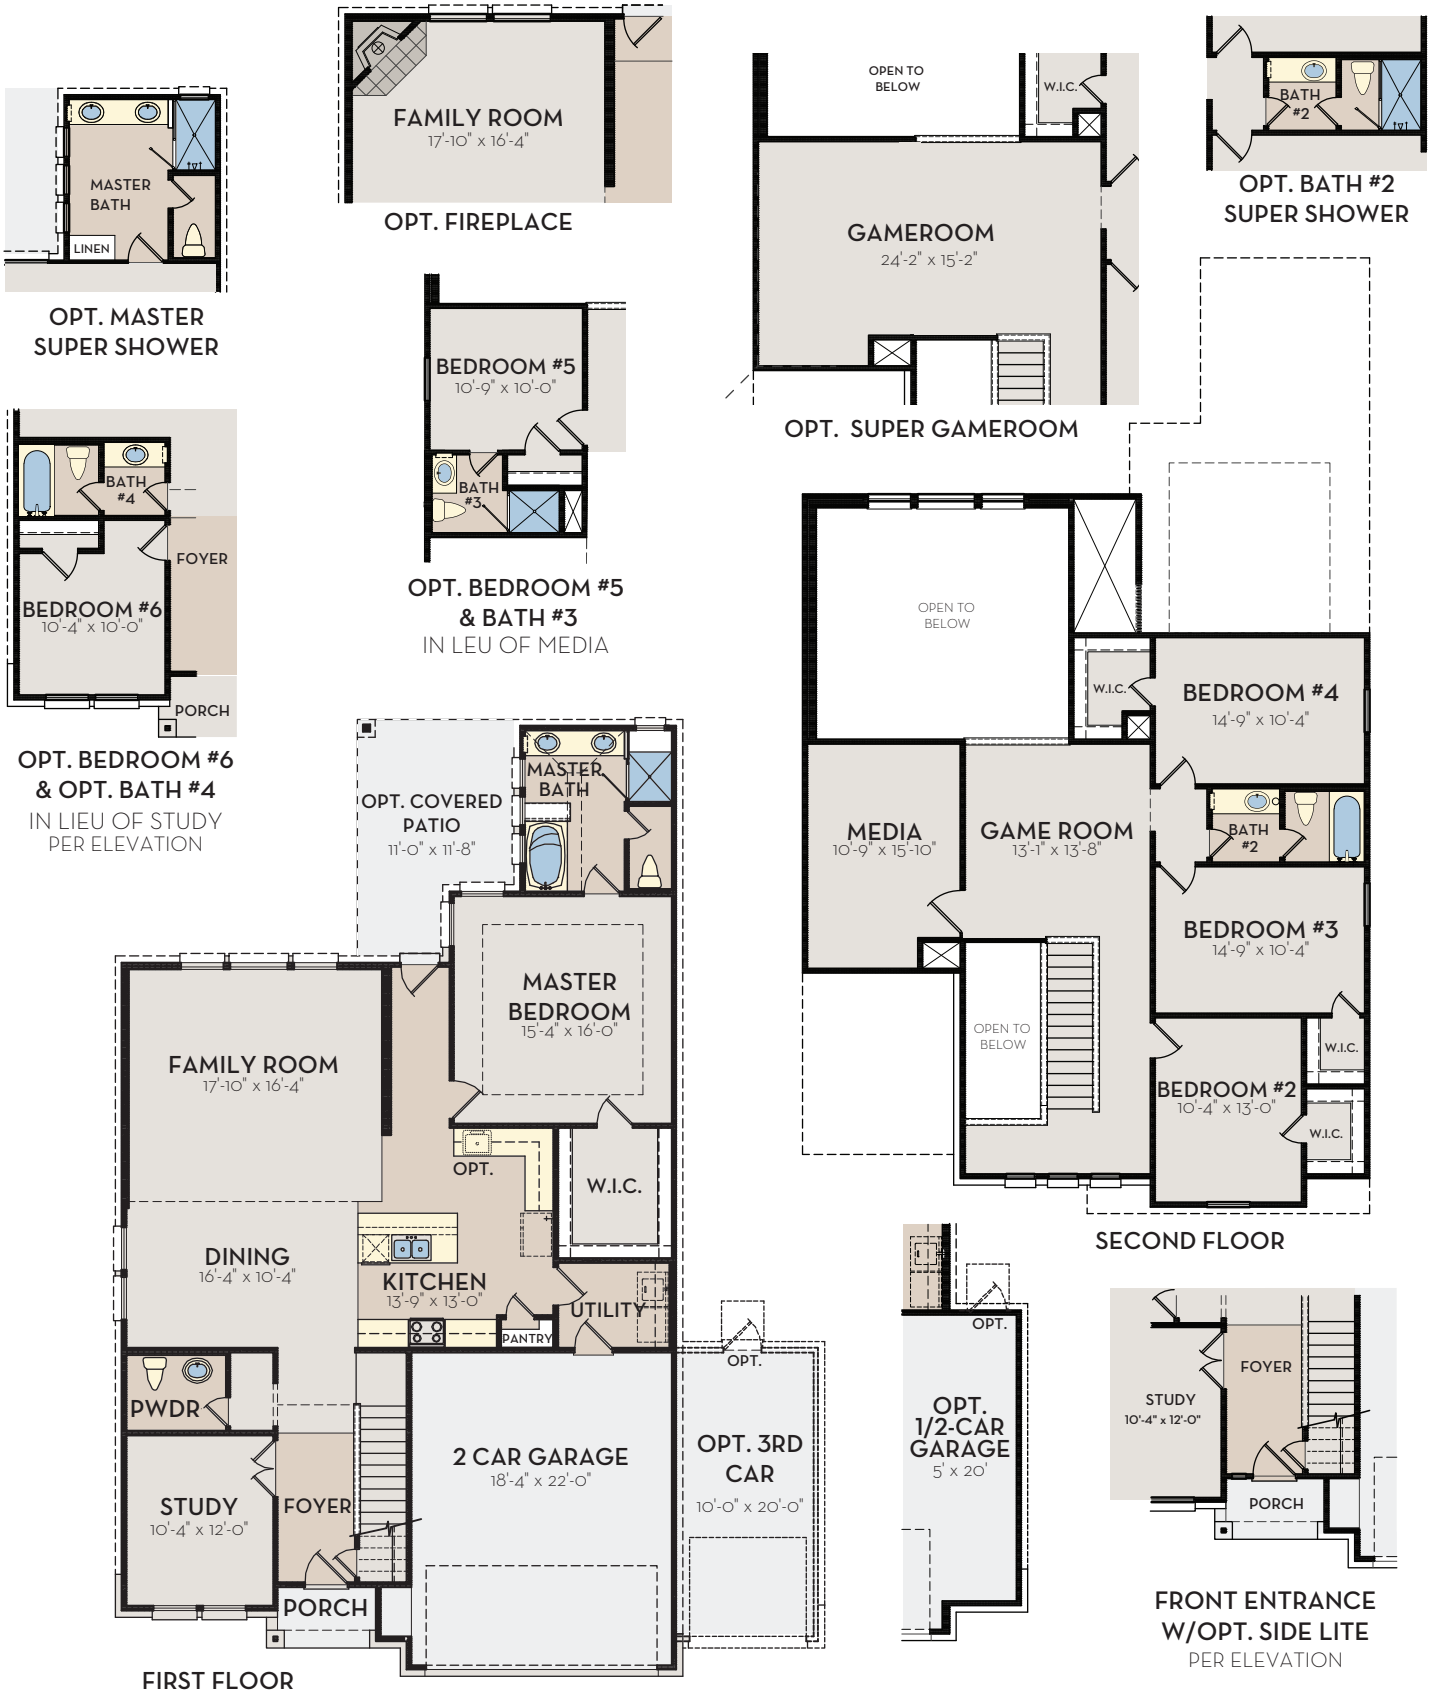 MASTER
BATH
LINEN
OPT. MASTER
SUPER SHOWER
FAMILY ROOM
17'-10" x 16'-4"
OPT. FIREPLACE
OPEN TO
BELOW
W.I.C.
GAMEROOM
24'-2" x 15'-2"
OPT. SUPER GAMEROOM
BATH
#2
OPT. BATH #2
SUPER SHOWER
BATH
#4
FOYER
BEDROOM #6
10'-4" x 10'-0"
PORCH
OPT. BEDROOM #6
& OPT. BATH #4
IN LIEU OF STUDY
PER ELEVATION
BEDROOM #5
10'-9" x 10'-0"
BATH
#3
OPT. BEDROOM #5
& BATH #3
IN LEU OF MEDIA
OPEN TO
BELOW
W.I.C.
BEDROOM #4
14'-9" x 10'-4"
MEDIA
10'-9" x 15'-10"
GAME ROOM
13'-1" x 13'-8"
BATH
#2
BEDROOM #3
14'-9" x 10'-4"
OPEN TO
BELOW
W.I.C.
BEDROOM #2
10'-4" x 13'-0"
W.I.C.
SECOND FLOOR
OPT. COVERED
PATIO
11'-0" x 11'-8"
MASTER
BATH
MASTER
BEDROOM
15'-4" x 16'-0"
FAMILY ROOM
17'-10" x 16'-4"
OPT.
W.I.C.
DINING
16'-4" x 10'-4"
KITCHEN
13'-9" x 13'-0"
UTILITY
PANTRY
OPT.
PWDR
2 CAR GARAGE
18'-4" x 22'-0"
OPT. 3RD
CAR
10'-0" x 20'-0"
STUDY
10'-4" x 12'-0"
FOYER
PORCH
FIRST FLOOR
OPT.
OPT.
1/2-CAR
GARAGE
5' x 20'
FOYER
STUDY
10'-4" x 12'-0"
PORCH
FRONT ENTRANCE
W/OPT. SIDE LITE
PER ELEVATION